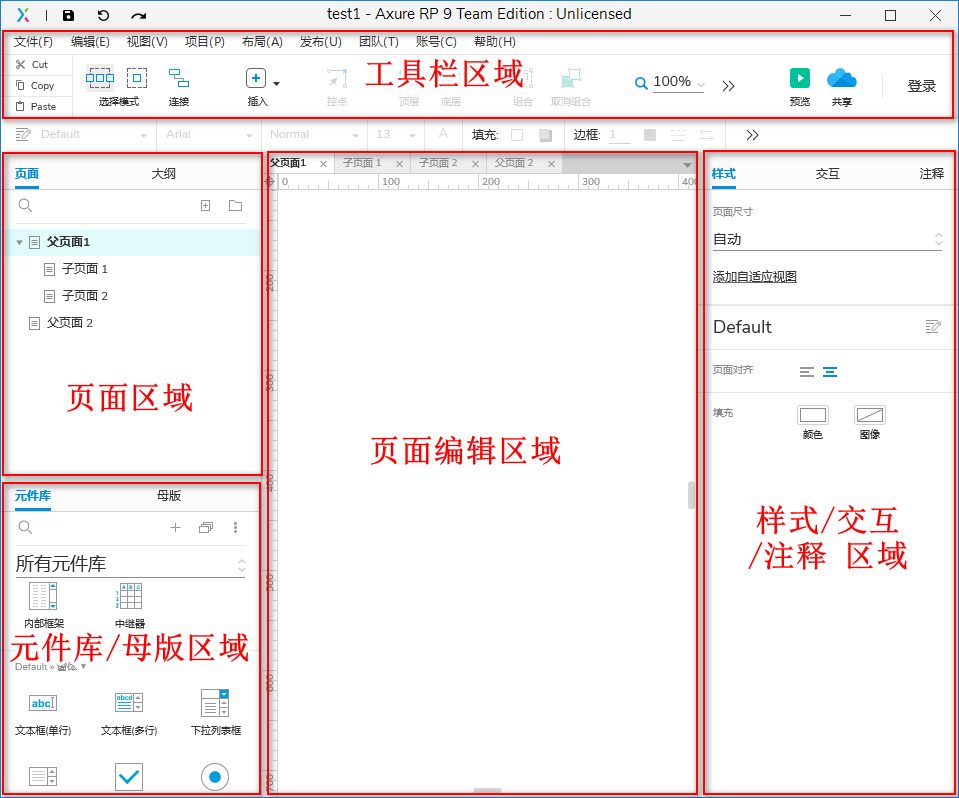 test1 - Axure RP 9 Team Edition : Unlicensed
文件(F) 编辑(E) 视图(V) 项目(P) 布局(A) 发布(U) 团队(T) 账号(C) 帮助(H)
Cut
Copy
Paste
选择模式 连接 插入 控点 顶层 底层 组合 取消组合 100% 预览 共享 登录
工具栏区域
Default Arial Normal 13 填充: 边框: 1
页面 大纲
父页面1
子页面 1
子页面 2
父页面 2
页面区域
元件库 母版
所有元件库
内部框架 中继器
元件库/母版区域
Default »
文本框(单行) 文本框(多行) 下拉列表框
父页面1 子页面 1 子页面 2 父页面 2
0 100 200 300 400
200
300
400
500
600
700
页面编辑区域
样式 交互 注释
页面尺寸
自动
添加自适应视图
Default
页面对齐
填充
颜色 图像
样式/交互
/注释 区域